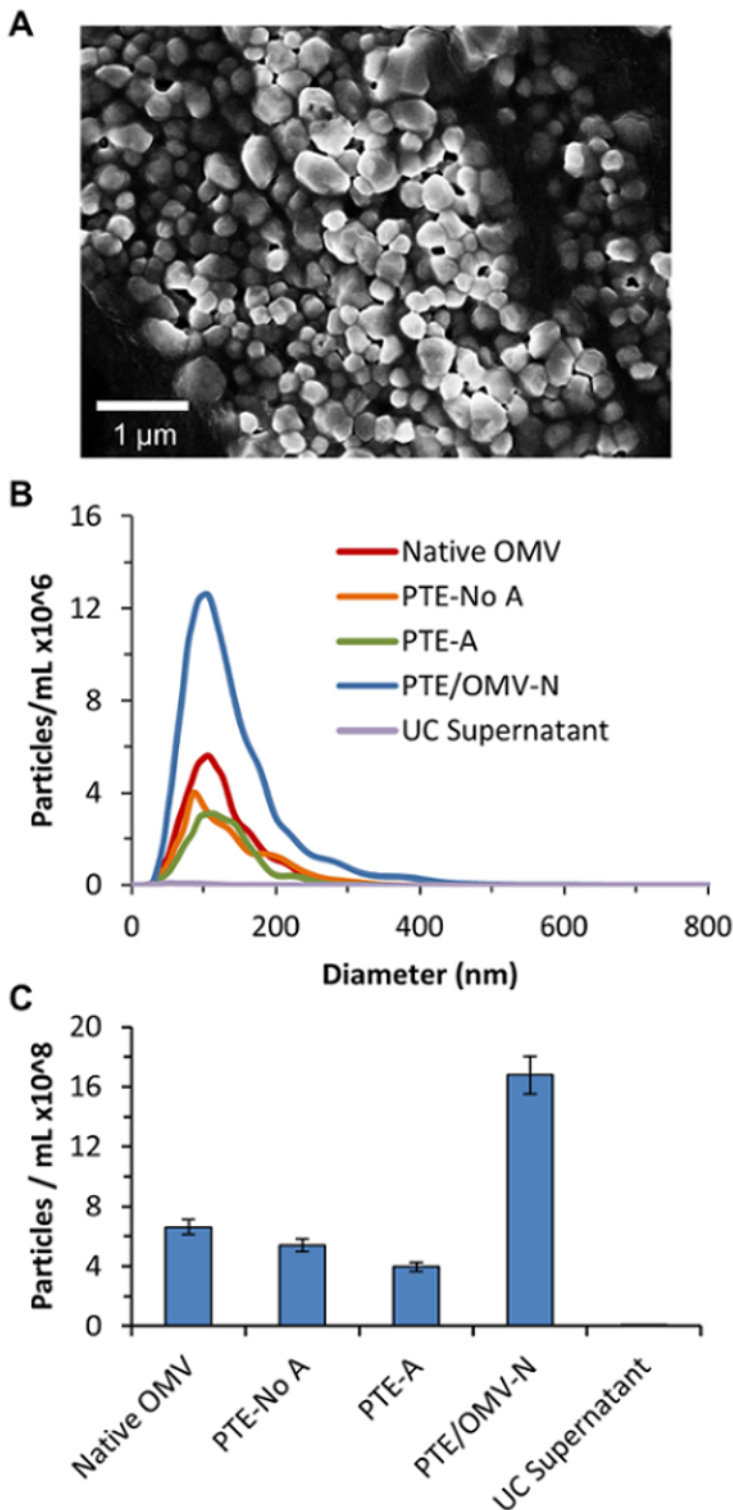 A
1 μm
B
16
12
8
4
0
Particles/mL x10^6
Native OMV
PTE-No A
PTE-A
PTE/OMV-N
UC Supernatant
0 200 400 600 800
Diameter (nm)
C
20
16
12
8
4
0
Particles / mL x10^8
Native OMV
PTE-No A
PTE-A
PTE/OMV-N
UC Supernatant